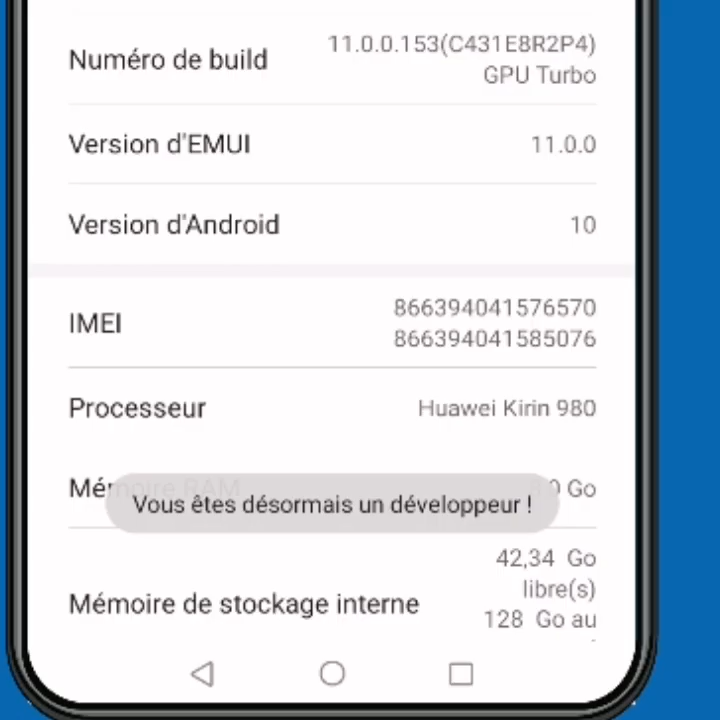 Numéro de build
11.0.0.153(C431E8R2P4)
GPU Turbo
Version d'EMUI
11.0.0
Version d'Android
10
IMEI
866394041576570
866394041585076
Processeur
Huawei Kirin 980
Mémoire RAM
Go
Vous êtes désormais un développeur !
Mémoire de stockage interne
42,34 Go
libre(s)
128 Go au